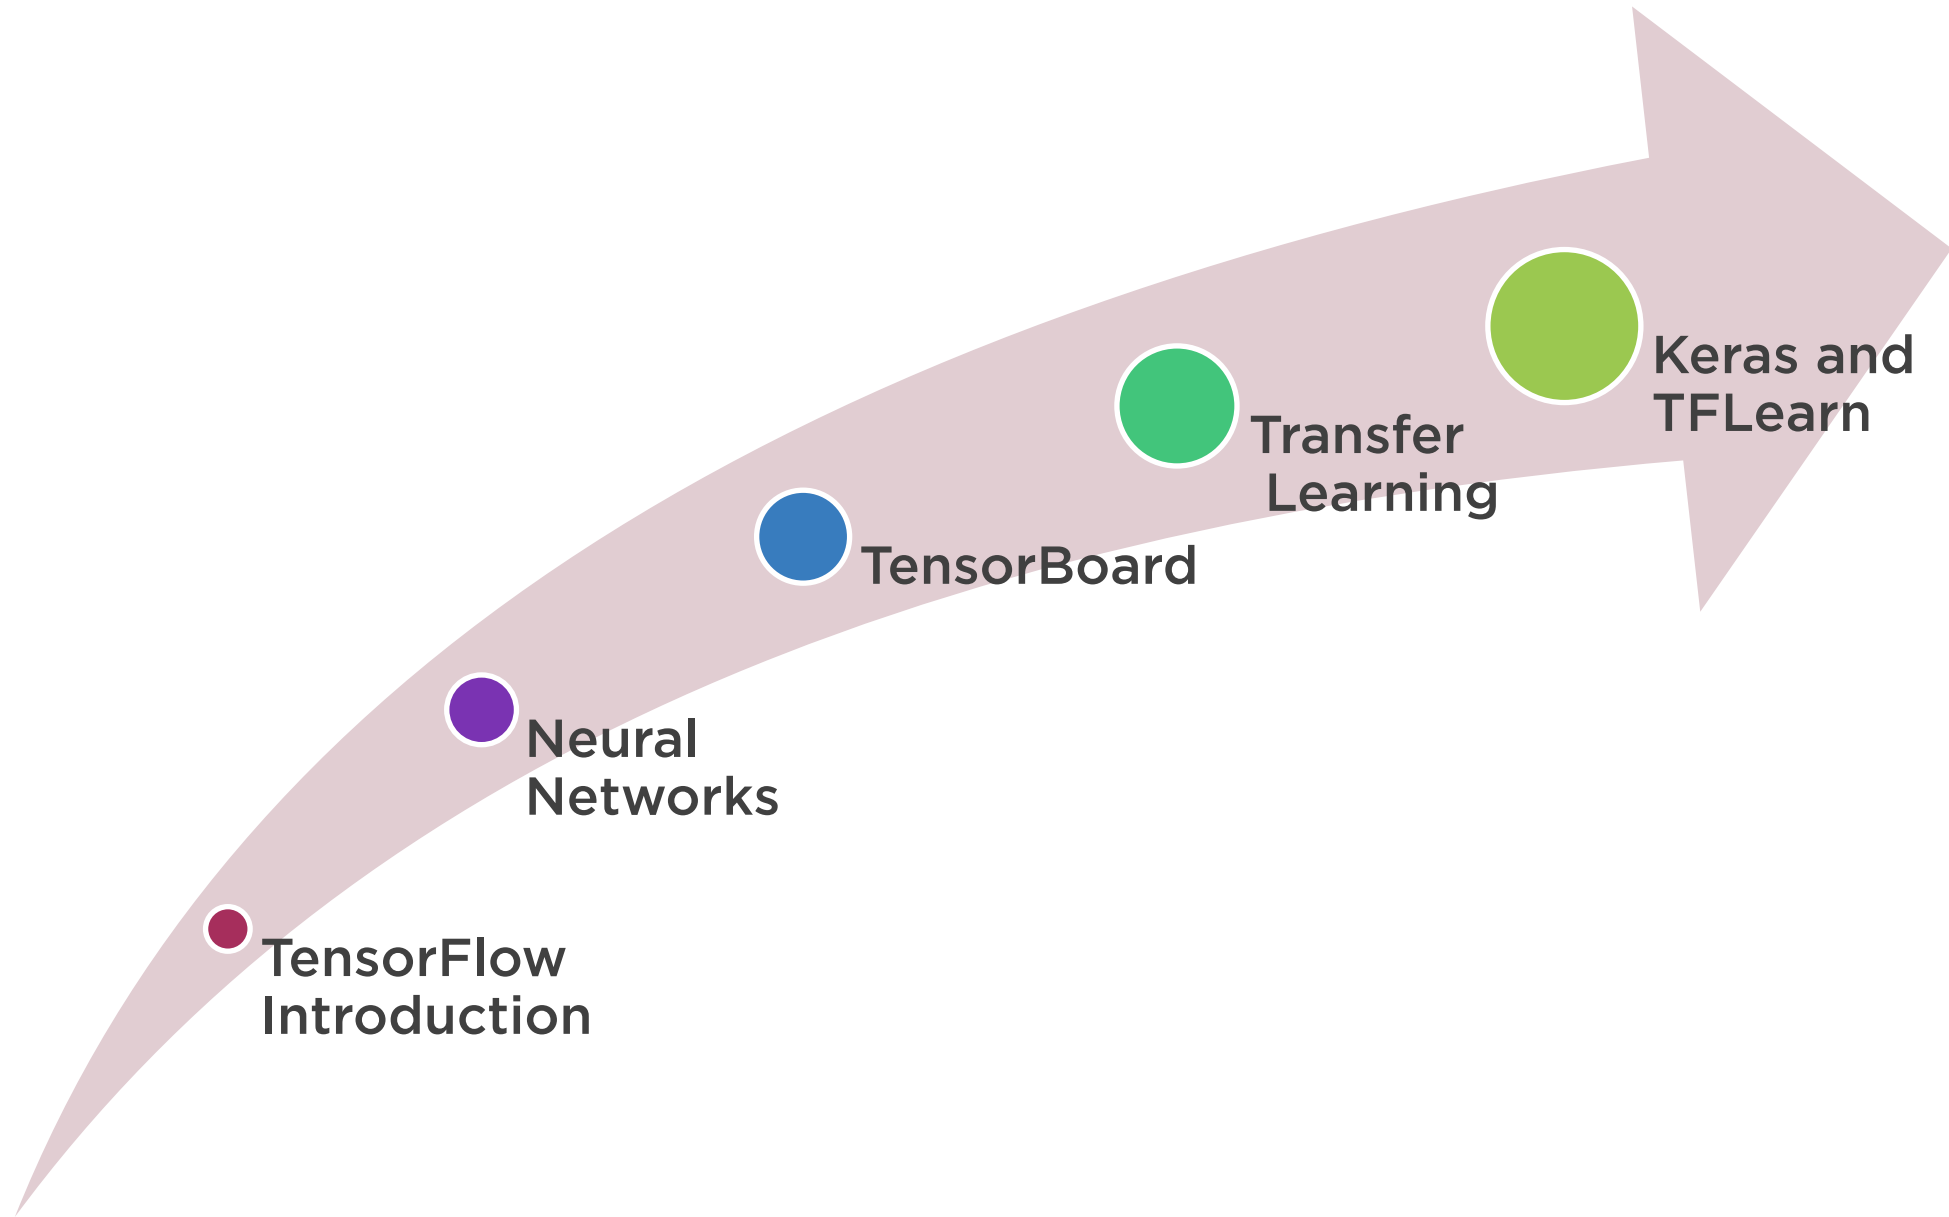 TensorFlow
Introduction
Neural
Networks
TensorBoard
Transfer
Learning
Keras and
TFLearn